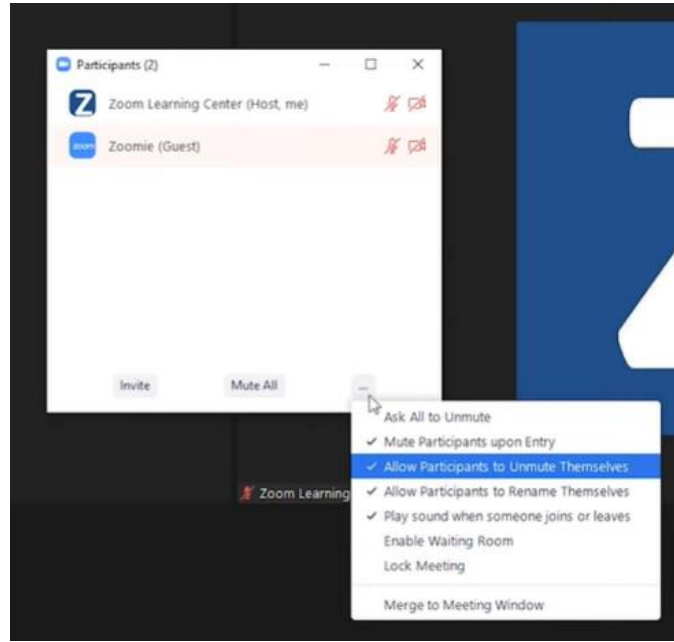 Participants (2)
Zoom Learning Center (Host, me)
zoom
Zoomie (Guest)
Invite
Mute All
...
Ask All to Unmute
Mute Participants upon Entry
Allow Participants to Unmute Themselves
Allow Participants to Rename Themselves
Play sound when someone joins or leaves
Enable Waiting Room
Lock Meeting
Merge to Meeting Window
Zoom Learning